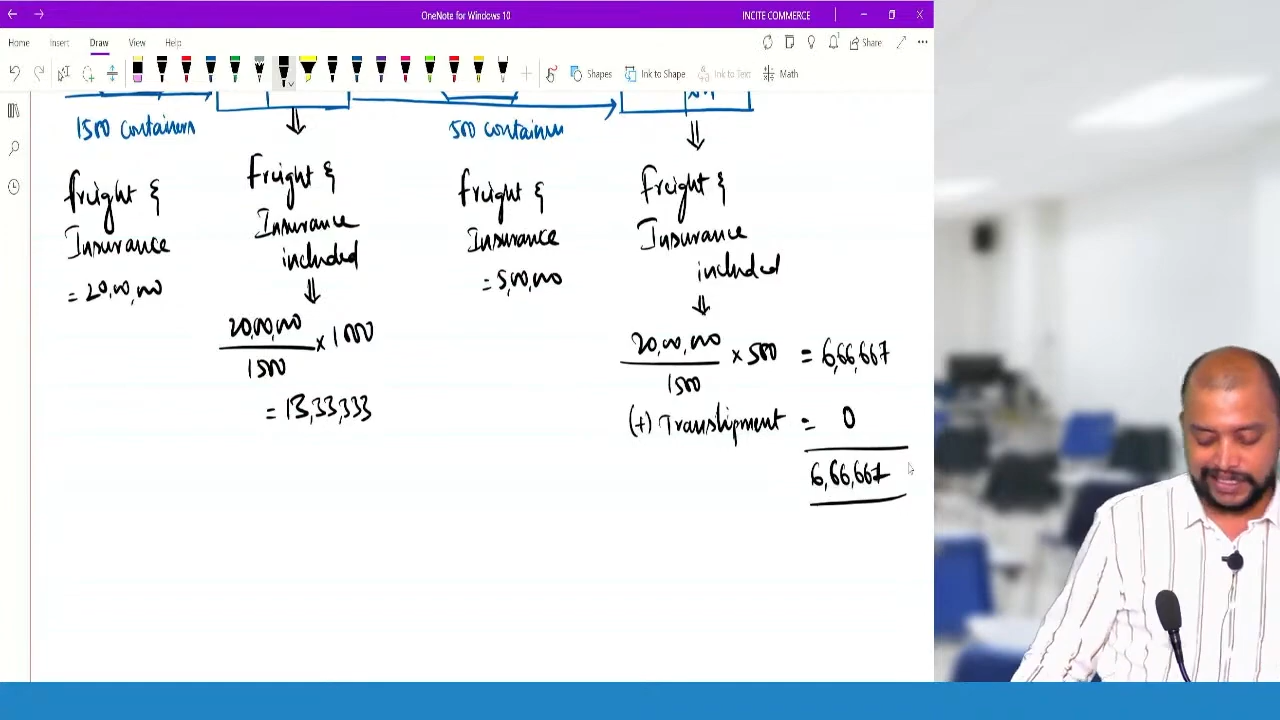 OneNote for Windows 10
INCITE COMMERCE
Home Insert Draw View Help
Share
Shapes
Ink to Shape
Ink to Text
Math
1500 containers
freight &
Insurance
= 20,00,000
Freight &
Insurance
included
20,00,000
1500
× 1000
= 13,33,333
500 container
freight &
Insurance
= 5,00,000
Freight &
Insurance
included
20,00,000
1500
× 500 = 6,66,667
(+) Transhipment = 0
6,66,667